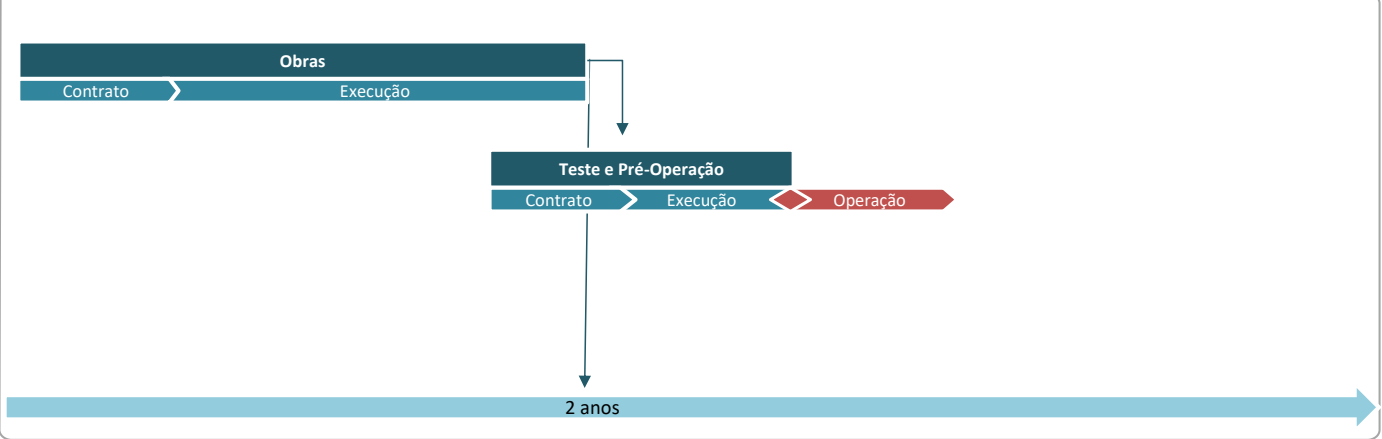 Obras
Contrato Execução
Teste e Pré-Operação
Contrato Execução Operação
2 anos